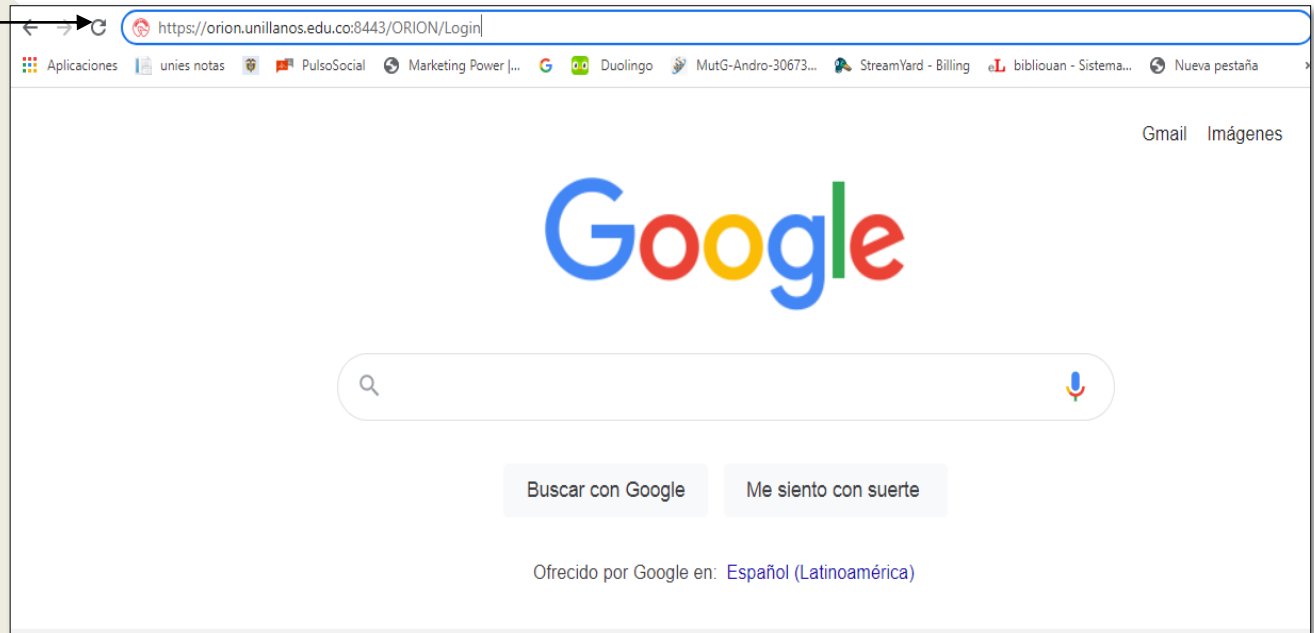 https://orion.unillanos.edu.co:8443/ORION/Login
Aplicaciones unies notas PulsoSocial Marketing Power |... G Duolingo MutG-Andro-30673... StreamYard - Billing eL bibliouan - Sistema... Nueva pestaña
Gmail Imágenes
Google
Buscar con Google Me siento con suerte
Ofrecido por Google en: Español (Latinoamérica)